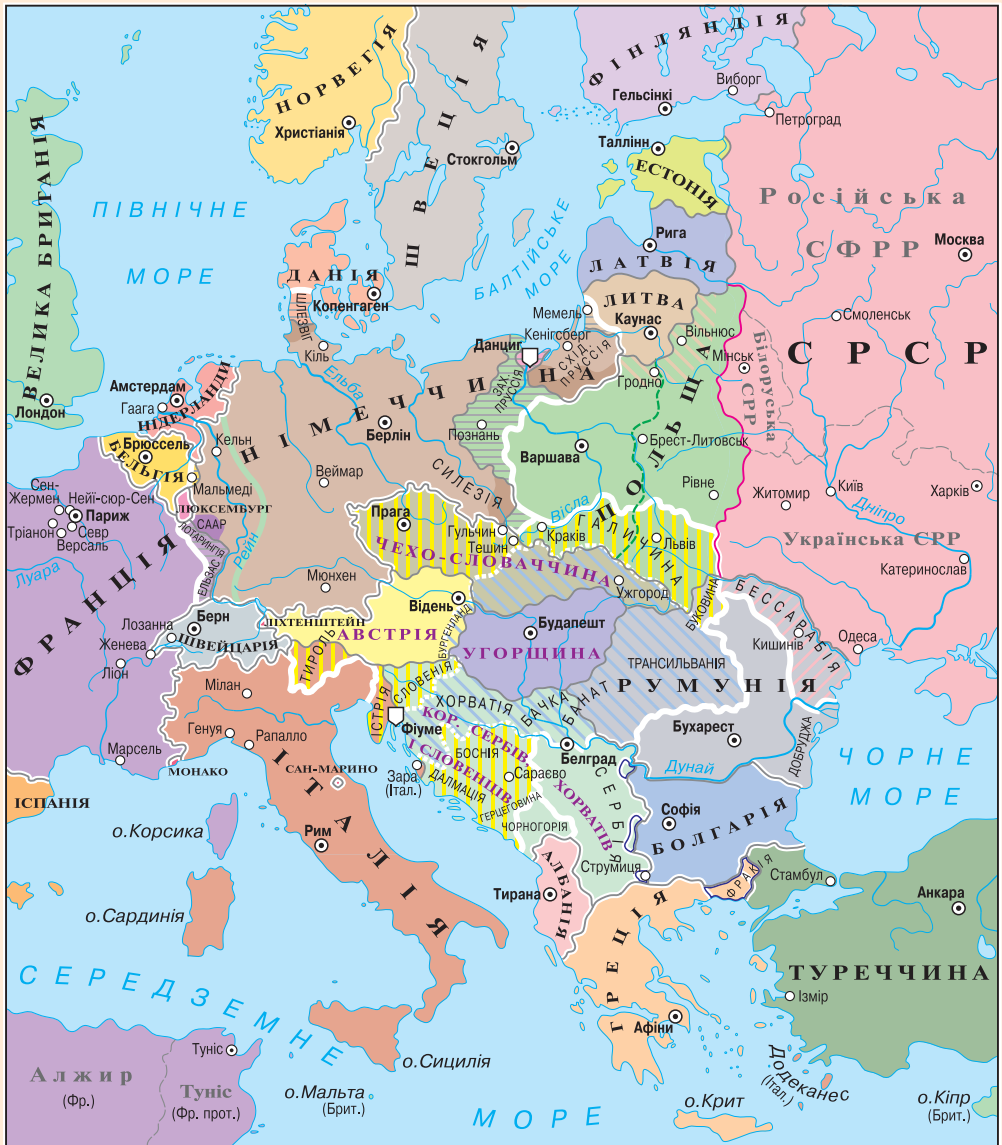 НОРВЕГІЯ
Христіанія
ШВЕЦІЯ
Стокгольм
ФІНЛЯНДІЯ
Гельсінкі
Виборг
Петроград
Таллінн
ЕСТОНІЯ
Російська
СФРР
Москва
ВЕЛИКА БРИТАНІЯ
Лондон
ПІВНІЧНЕ
МОРЕ
ДАНІЯ
Копенгаген
ШЛЕЗВІГ
Кіль
БАЛТІЙСЬКЕ
МОРЕ
Рига
ЛАТВІЯ
ЛИТВА
Мемель
Каунас
Кенігсберг
Вільнюс
Данциг
СХІД.
ПРУССІЯ
ЗАХ.
ПРУССІЯ
Гродно
Мінськ
Білоруська
СРР
Смоленськ
СРСР
Амстердам
Гаага
НІДЕРЛАНДИ
Брюссель
БЕЛЬГІЯ
Кельн
Мальмеді
ЛЮКСЕМБУРГ
НІМЕЧЧИНА
Ельба
Берлін
Веймар
Познань
Варшава
ПОЛЬЩА
Брест-Литовськ
Рівне
Житомир
Київ
Харків
Дніпро
Українська СРР
Катеринослав
Сен-
Жермен
Нейї-сюр-Сен
Париж
Тріанон
Севр
Версаль
СААР
ЛОТАРИНГІЯ
ЕЛЬЗАС
Рейн
Луара
ФРАНЦІЯ
СИЛЕЗІЯ
Прага
Гульчин
Тешин
Вісла
Краків
ГАЛИЧИНА
Львів
ЧЕХО-СЛОВАЧЧИНА
Ужгород
БУКОВИНА
БЕССАРАБІЯ
Кишинів
Одеса
Мюнхен
Відень
ЛІХТЕНШТЕЙН
АВСТРІЯ
БУРГЕНЛАНД
Будапешт
УГОРЩИНА
ТРАНСИЛЬВАНІЯ
РУМУНІЯ
Бухарест
ДОБРУДЖА
Дунай
Берн
Лозанна
ШВЕЙЦАРІЯ
Женева
Ліон
ТИРОЛЬ
Мілан
Генуя
Рапалло
Марсель
МОНАКО
САН-МАРИНО
ІСТРІЯ
СЛОВЕНІЯ
ХОРВАТІЯ
Фіуме
БАЧКА
БАНАТ
КОР. СЕРБІВ,
ХОРВАТІВ
І СЛОВЕНЦІВ
БОСНІЯ
Сараєво
Зара
(Італ.)
ДАЛМАЦІЯ
ГЕРЦЕГОВИНА
ЧОРНОГОРІЯ
Белград
СЕРБІЯ
Струмиця
Софія
БОЛГАРІЯ
ЧОРНЕ
МОРЕ
ІСПАНІЯ
о.Корсика
ІТАЛІЯ
Рим
о.Сардинія
Тирана
АЛБАНІЯ
ФРАКІЯ
Стамбул
Анкара
ТУРЕЧЧИНА
Ізмір
ГРЕЦІЯ
Афіни
СЕРЕДЗЕМНЕ
МОРЕ
Туніс
Алжир
(Фр.)
Туніс
(Фр. прот.)
о.Сицилія
о.Мальта
(Брит.)
Додеканес
(Італ.)
о.Крит
о.Кіпр
(Брит.)